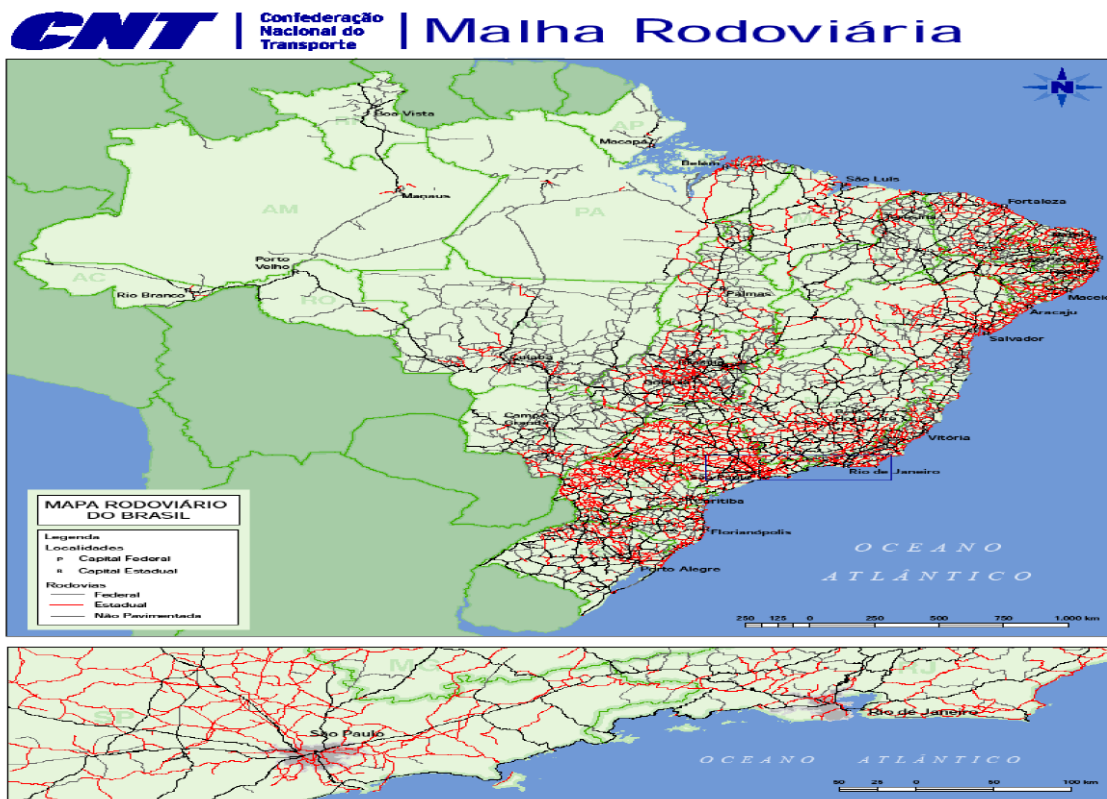 CNT
Confederação
Nacional do
Transporte
Malha Rodoviária
N
Boa Vista
AP
Macapá
Belém
São Luís
Manaus
AM
PA
Fortaleza
Porto
Velho
AC
Rio Branco
RO
Palmas
Maceió
Aracaju
Salvador
Cuiabá
Campo
Grande
Vitória
Rio de Janeiro
Curitiba
Florianópolis
Porto Alegre
MAPA RODOVIÁRIO
DO BRASIL
Legenda
Localidades
P Capital Federal
R Capital Estadual
Rodovias
Federal
Estadual
Não Pavimentada
OCEANO
ATLÂNTICO
250 125 0 250 500 750 1.000 km
MG
RJ
SP
São Paulo
Rio de Janeiro
OCEANO ATLÂNTICO
50 25 0 50 100 km